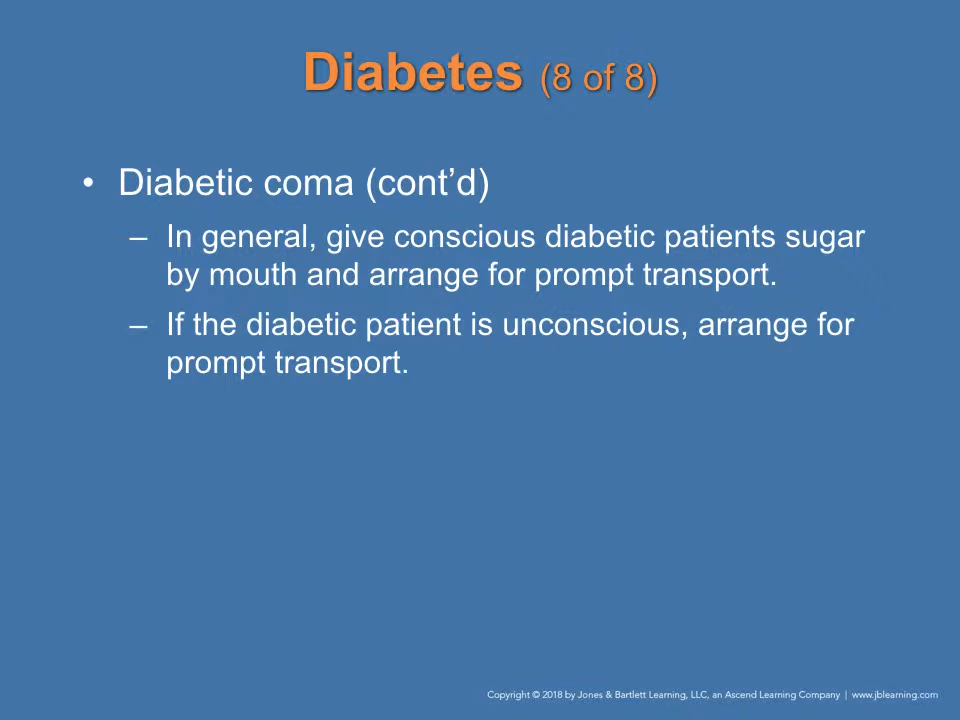 Diabetes (8 of 8)
• Diabetic coma (cont’d)
– In general, give conscious diabetic patients sugar
by mouth and arrange for prompt transport.
– If the diabetic patient is unconscious, arrange for
prompt transport.
Copyright © 2018 by Jones & Bartlett Learning, LLC, an Ascend Learning Company | www.jblearning.com